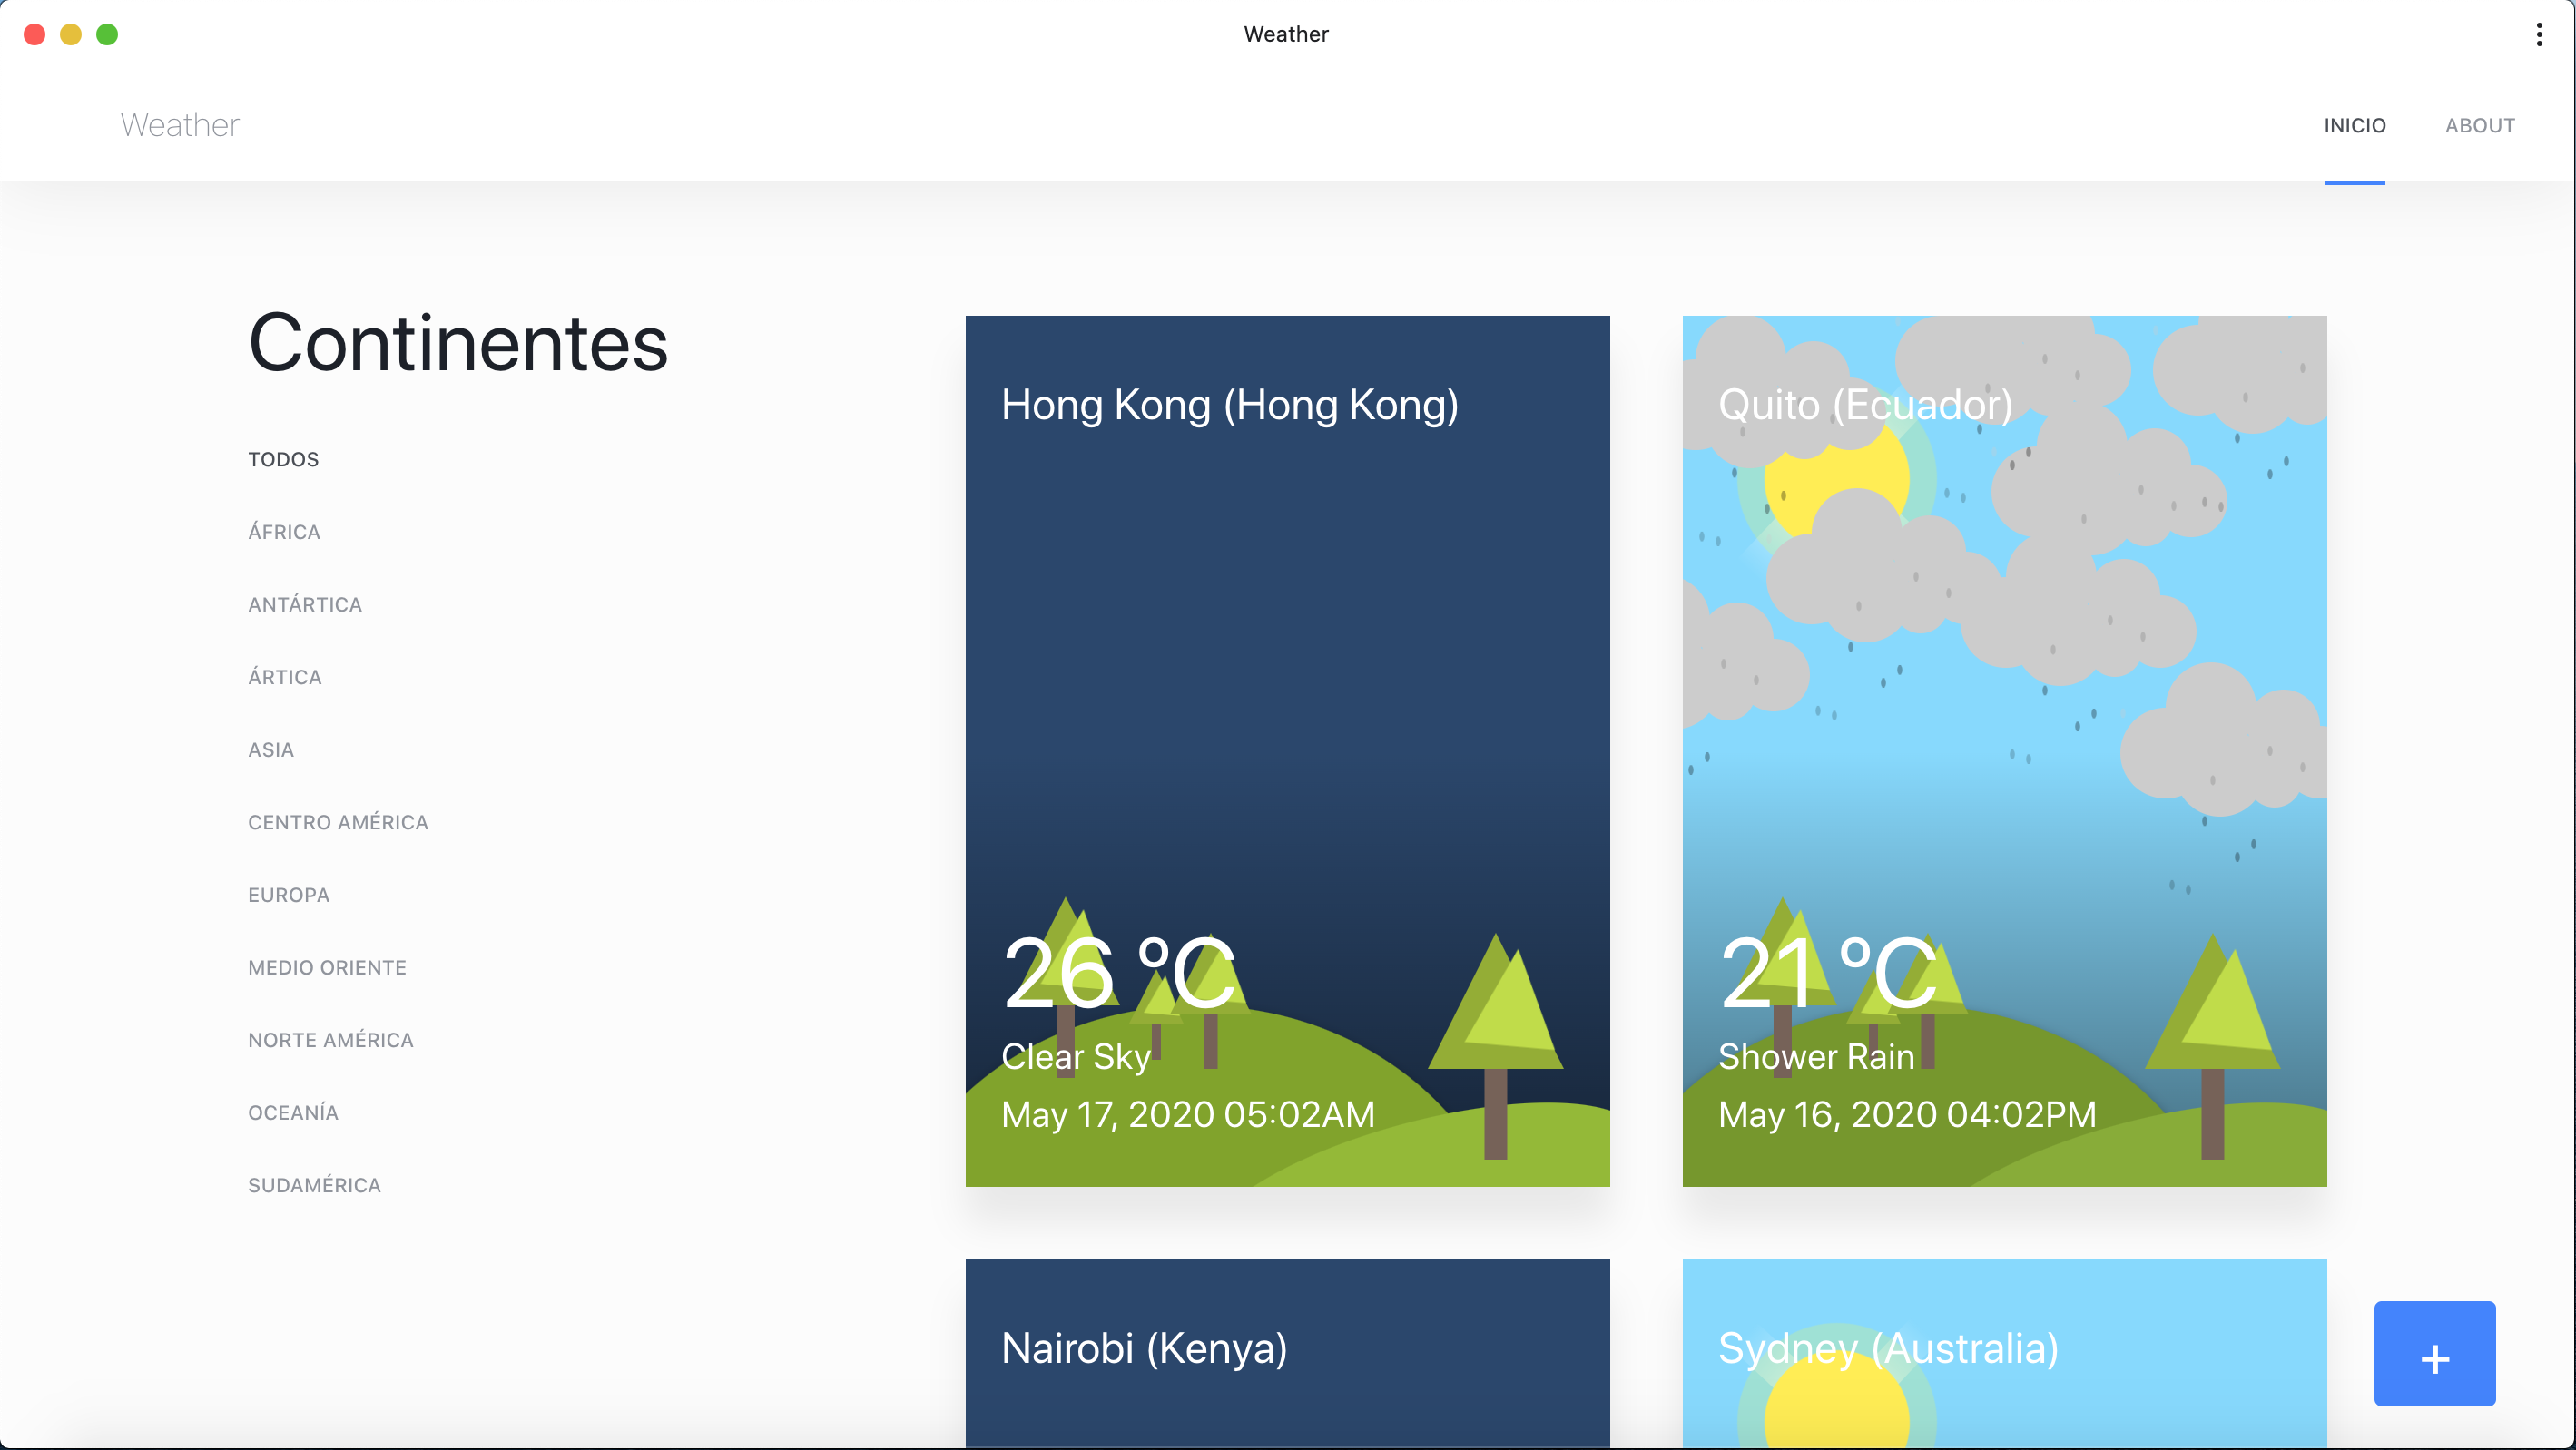 Weather
Weather
INICIO
ABOUT
Continentes
TODOS
ÁFRICA
ANTÁRTICA
ÁRTICA
ASIA
CENTRO AMÉRICA
EUROPA
MEDIO ORIENTE
NORTE AMÉRICA
OCEANÍA
SUDAMÉRICA
Hong Kong (Hong Kong)
26 °C
Clear Sky
May 17, 2020 05:02AM
Quito (Ecuador)
21 °C
Shower Rain
May 16, 2020 04:02PM
Nairobi (Kenya)
Sydney (Australia)
+